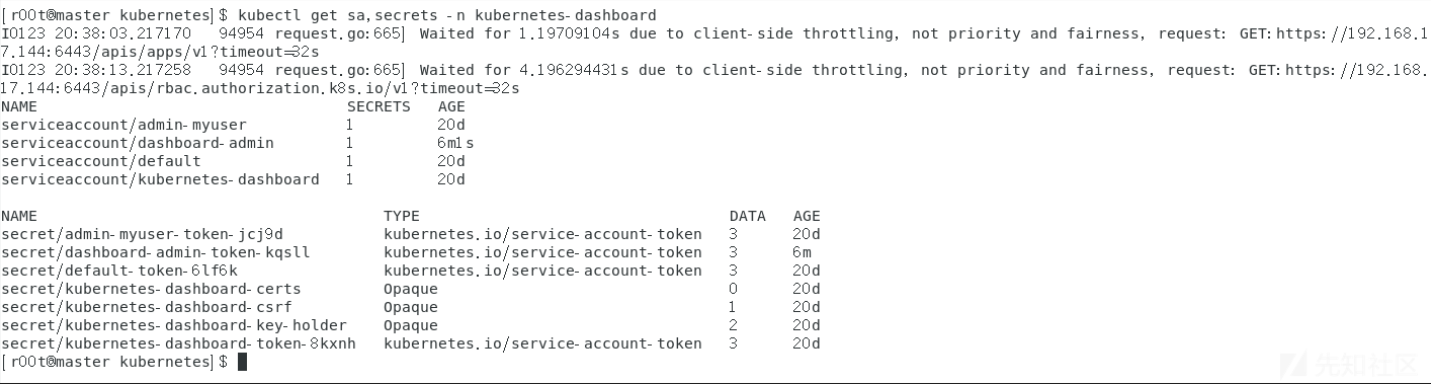 [r00t@master kubernetes]$ kubectl get sa,secrets -n kubernetes-dashboard
I0123 20:38:03.217170   94954 request.go:665] Waited for 1.19709104s due to client-side throttling, not priority and fairness, request: GET:https://192.168.1
7.144:6443/apis/apps/v1?timeout=32s
I0123 20:38:13.217258   94954 request.go:665] Waited for 4.196294431s due to client-side throttling, not priority and fairness, request: GET:https://192.168.
17.144:6443/apis/rbac.authorization.k8s.io/v1?timeout=32s
NAME                                  SECRETS   AGE
serviceaccount/admin-myuser           1         20d
serviceaccount/dashboard-admin        1         6m1s
serviceaccount/default                1         20d
serviceaccount/kubernetes-dashboard   1         20d

NAME                                      TYPE                                  DATA   AGE
secret/admin-myuser-token-jcj9d           kubernetes.io/service-account-token   3      20d
secret/dashboard-admin-token-kqsll        kubernetes.io/service-account-token   3      6m
secret/default-token-6lf6k                kubernetes.io/service-account-token   3      20d
secret/kubernetes-dashboard-certs         Opaque                                0      20d
secret/kubernetes-dashboard-csrf          Opaque                                1      20d
secret/kubernetes-dashboard-key-holder    Opaque                                2      20d
secret/kubernetes-dashboard-token-8kxnh   kubernetes.io/service-account-token   3      20d
[r00t@master kubernetes]$
先知社区